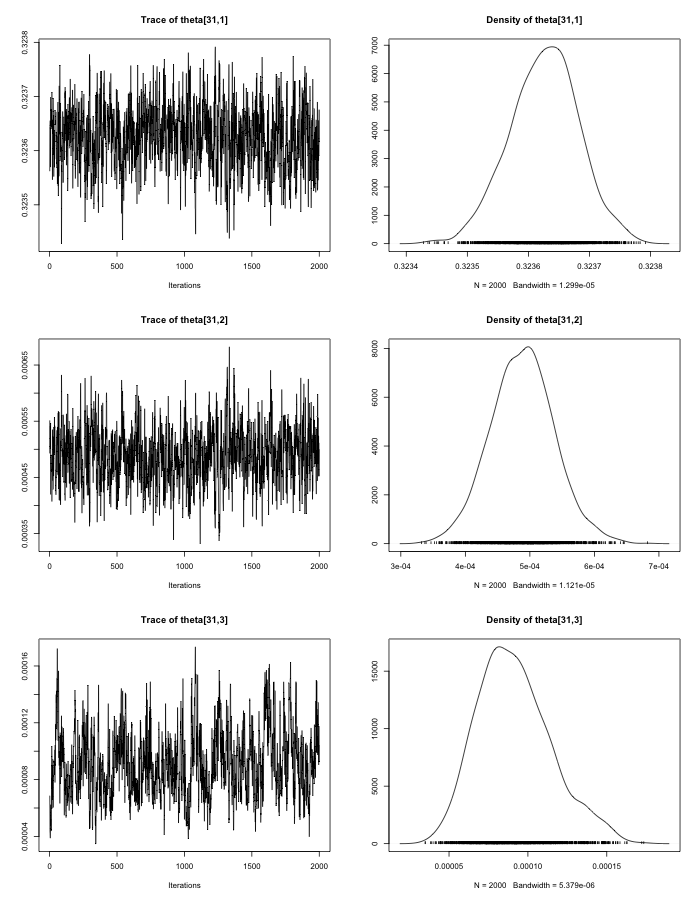 Trace of theta[31,1]
0.3238
0.3237
0.3236
0.3235
0 500 1000 1500 2000
Iterations
Density of theta[31,1]
7000
6000
5000
4000
3000
2000
1000
0
0.3234 0.3235 0.3236 0.3237 0.3238
N = 2000 Bandwidth = 1.299e-05
Trace of theta[31,2]
0.00065
0.00055
0.00045
0.00035
0 500 1000 1500 2000
Iterations
Density of theta[31,2]
8000
6000
4000
2000
0
3e-04 4e-04 5e-04 6e-04 7e-04
N = 2000 Bandwidth = 1.121e-05
Trace of theta[31,3]
0.00016
0.00012
0.00008
0.00004
0 500 1000 1500 2000
Iterations
Density of theta[31,3]
15000
10000
5000
0
0.00005 0.00010 0.00015
N = 2000 Bandwidth = 5.379e-06